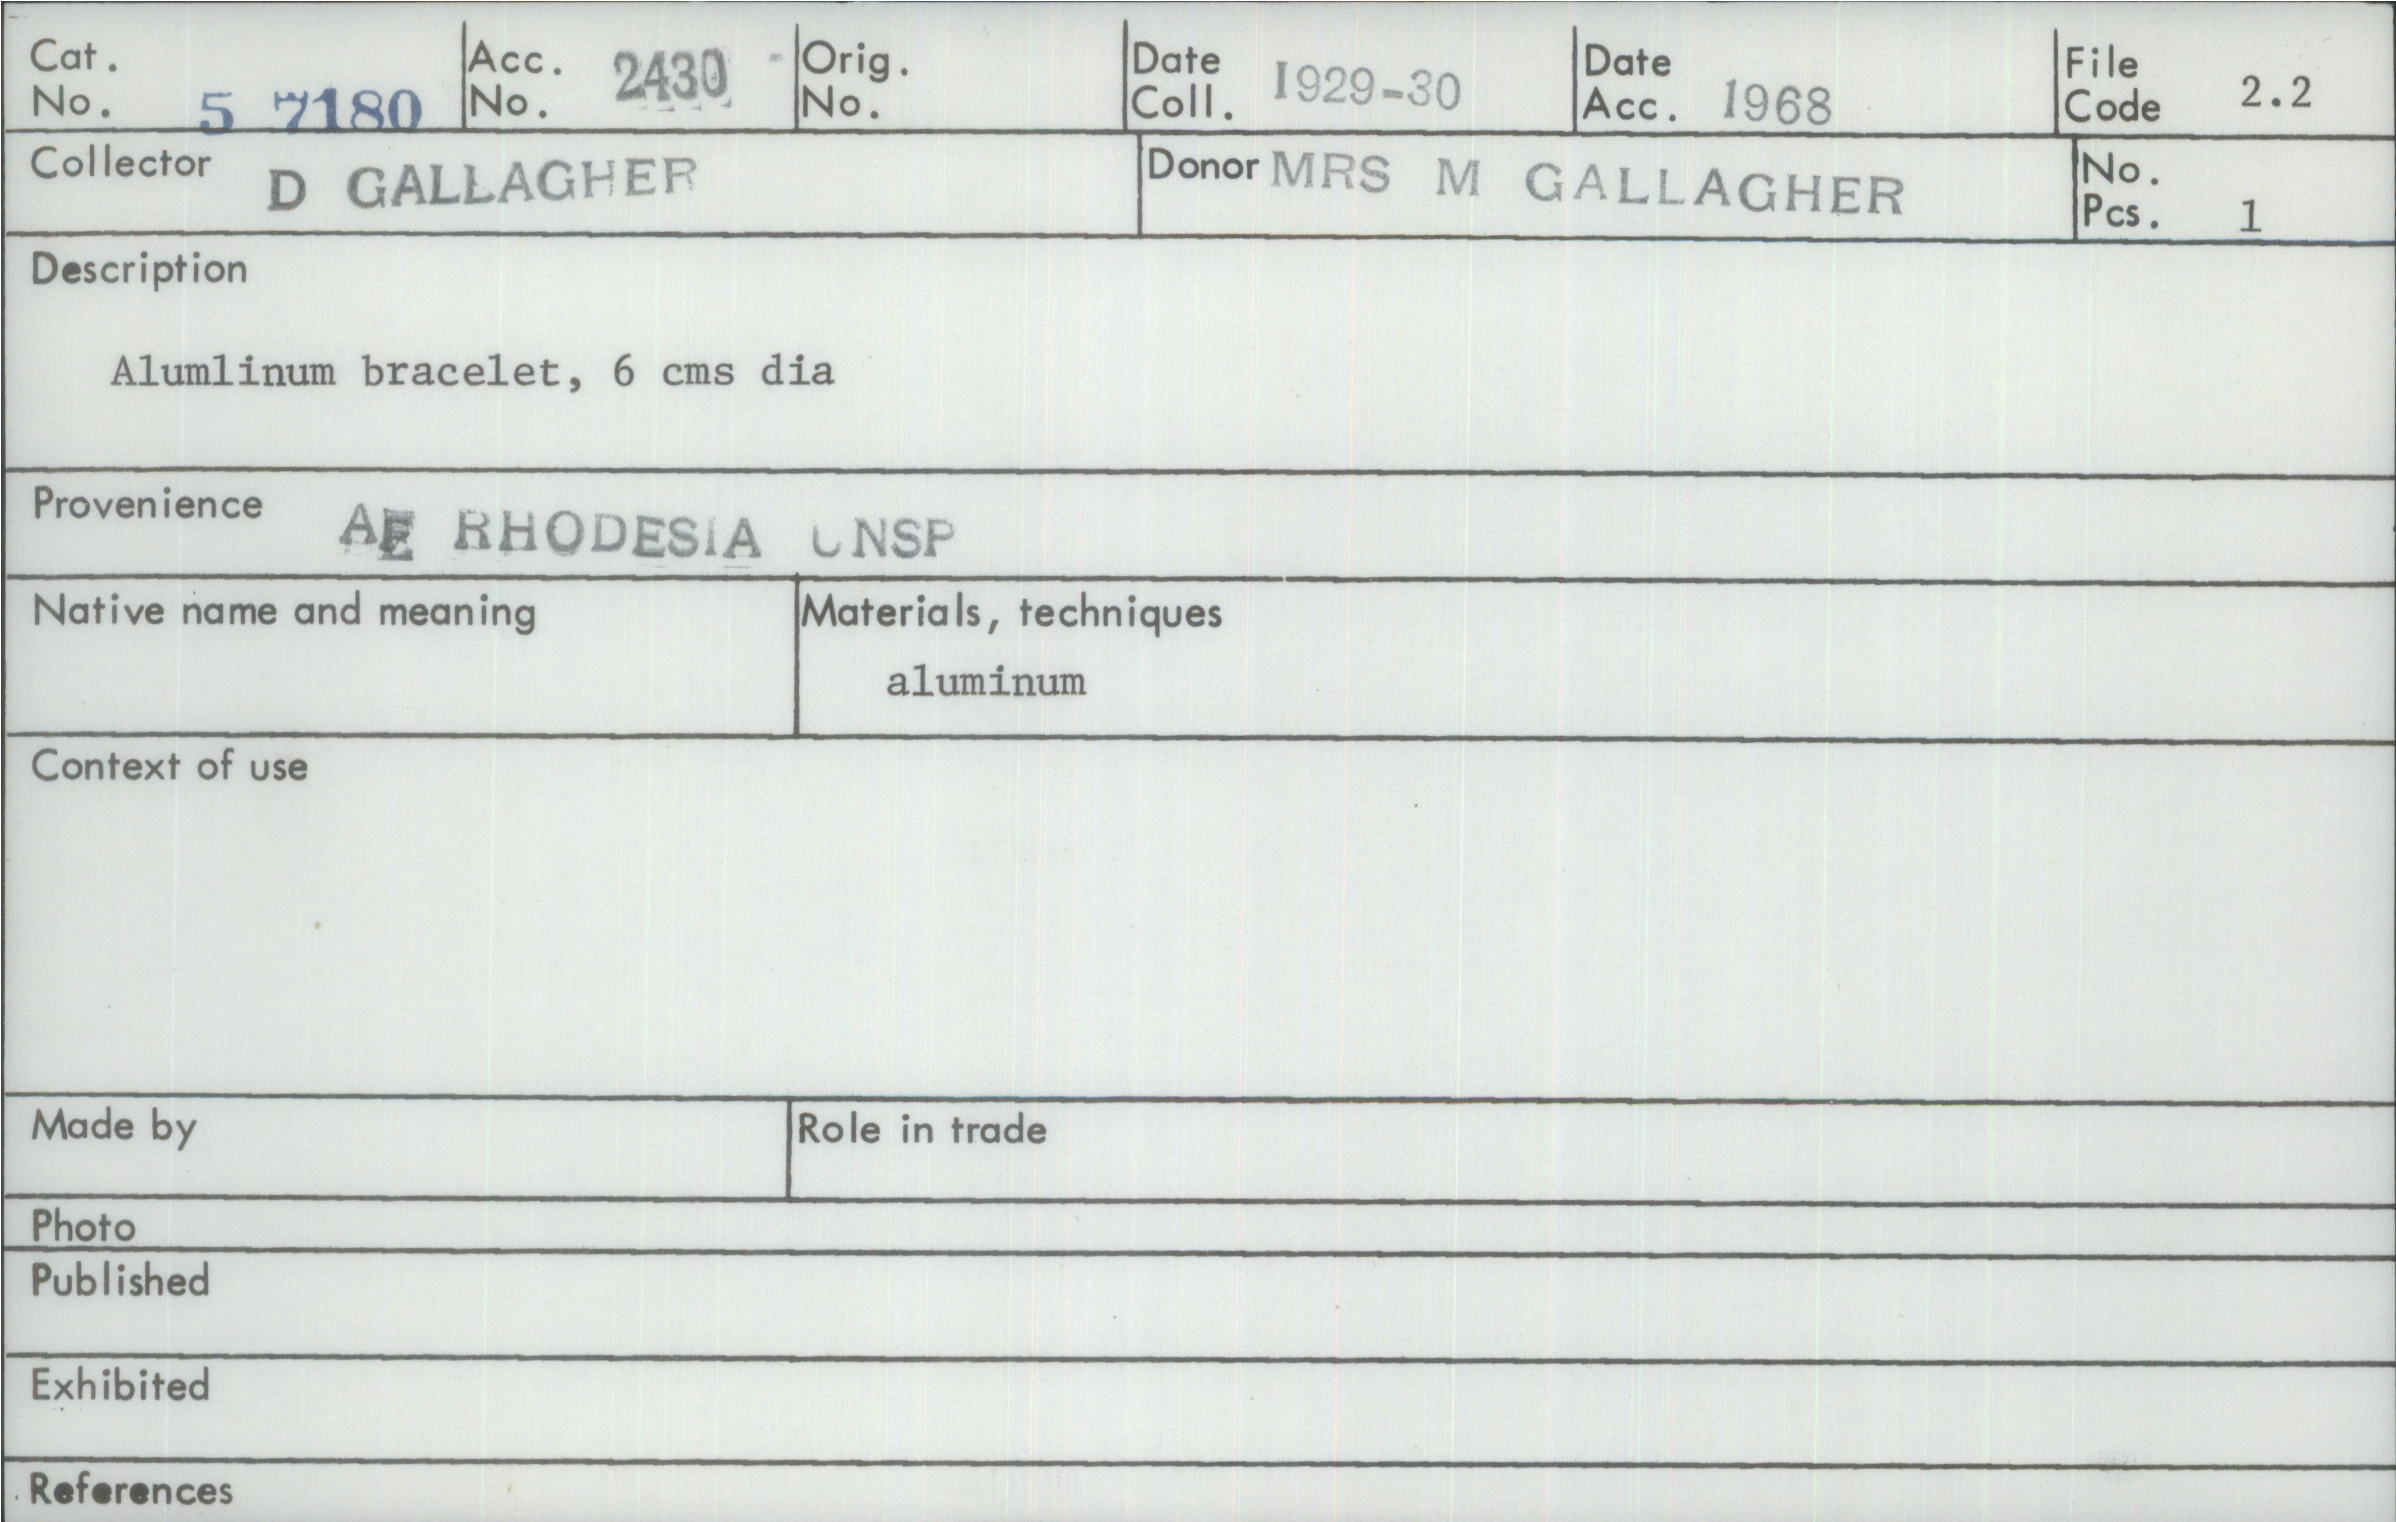 Cat. No. 5 7180 Acc. No. 2430 Orig. No. Date Coll. 1929-30 Date Acc. 1968 File Code 2.2
Collector D GALLAGHER Donor MRS M GALLAGHER No. Pcs. 1
Description
Alumlinum bracelet, 6 cms dia
Provenience AE RHODESIA UNSP
Native name and meaning Materials, techniques
aluminum
Context of use
Made by Role in trade
Photo
Published
Exhibited
References